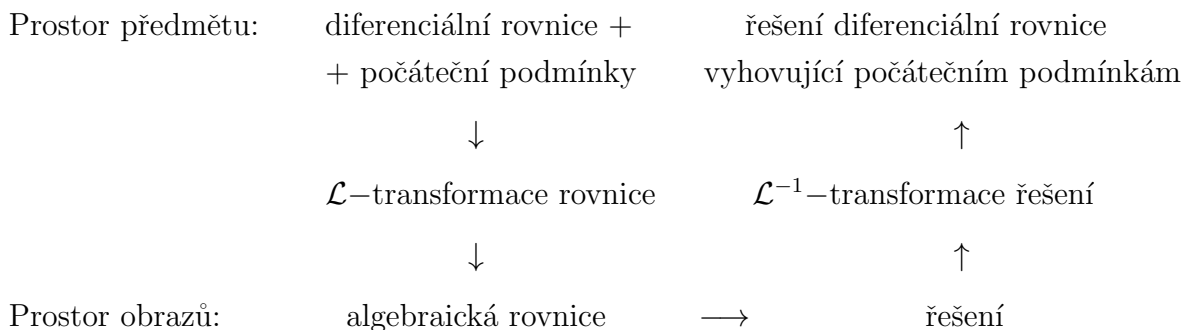 Prostor předmětu: diferenciální rovnice + řešení diferenciální rovnice
+ počáteční podmínky vyhovující počátečním podmínkám
↓ ↑
ℒ−transformace rovnice ℒ⁻¹−transformace řešení
↓ ↑
Prostor obrazů: algebraická rovnice ⟶ řešení